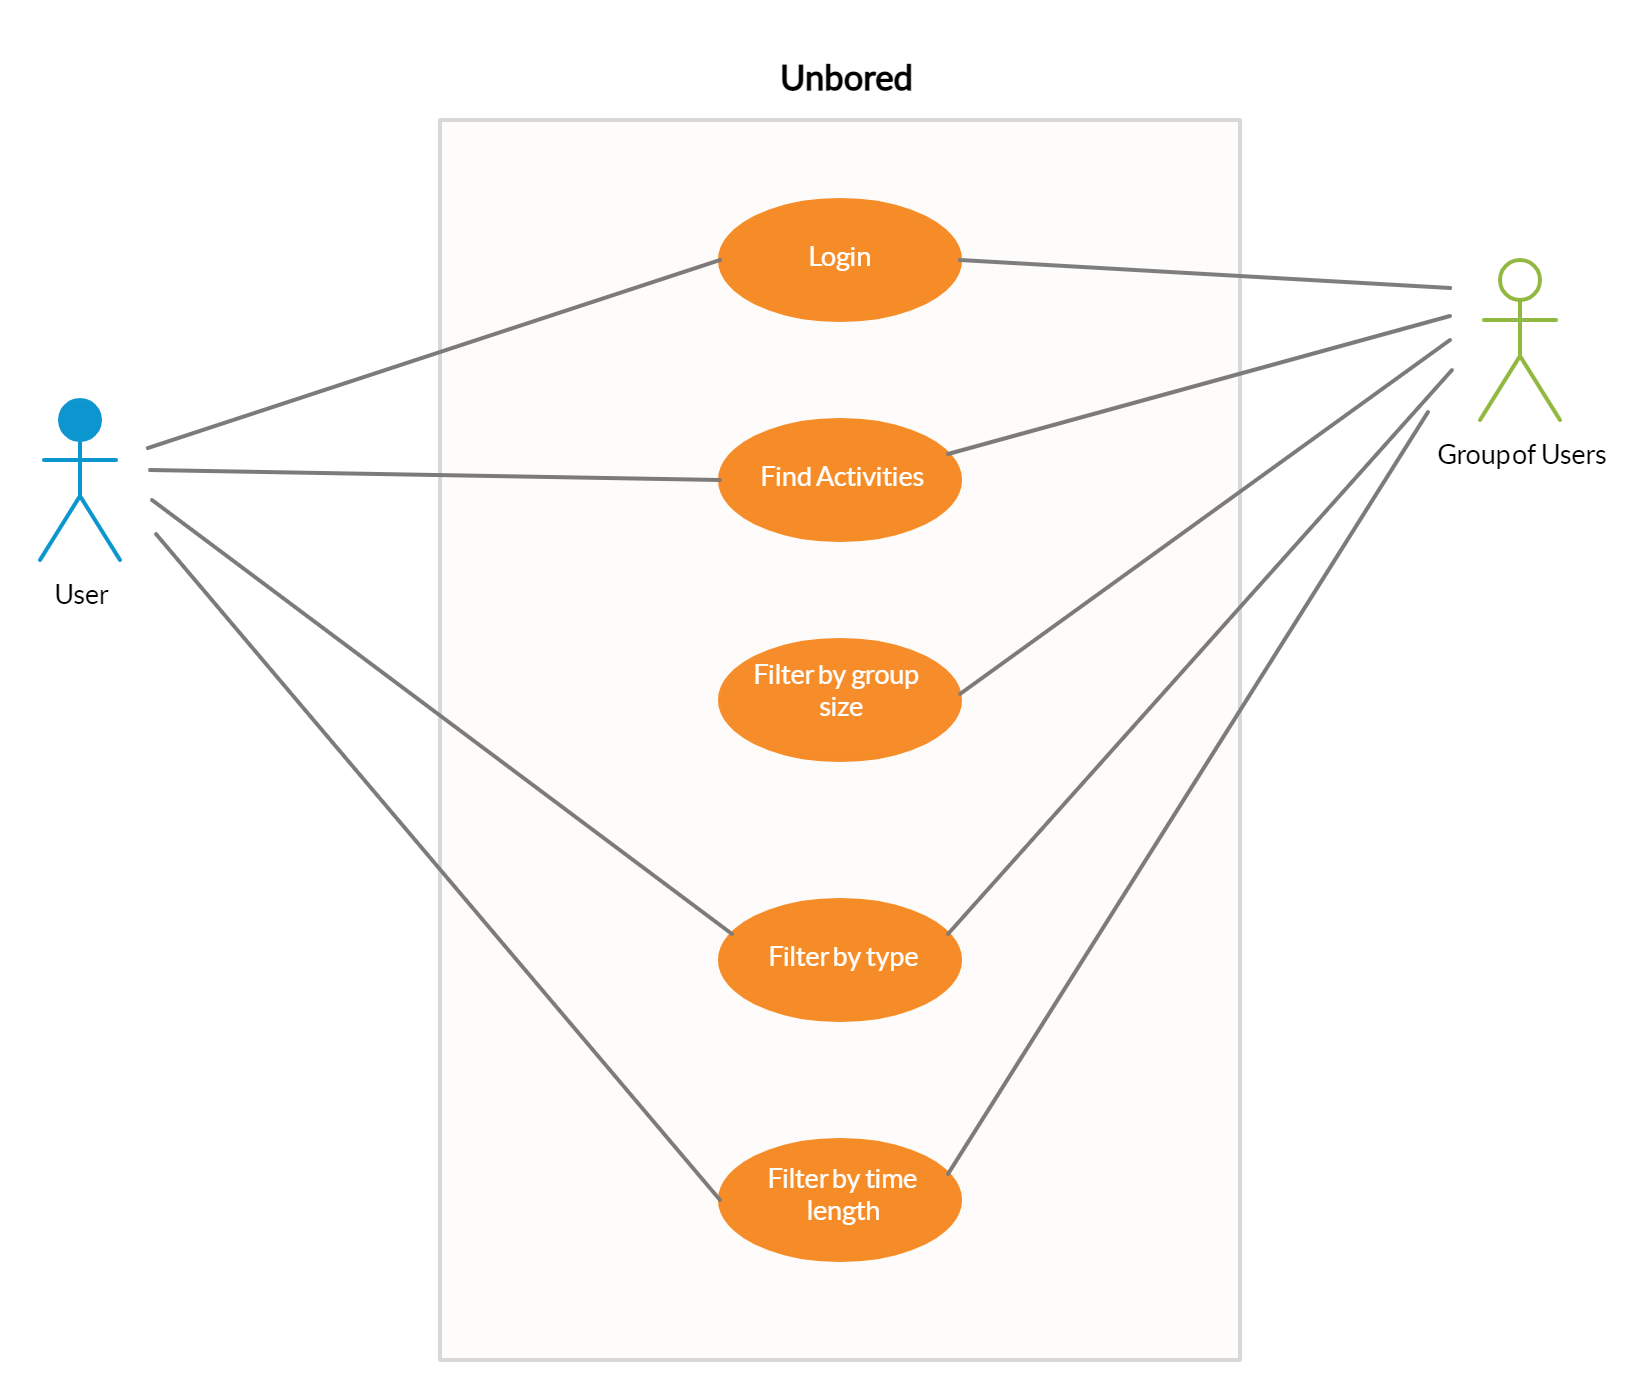 Unbored
Login
Find Activities
Filter by group
size
Filter by type
Filter by time
length
User
Group of Users